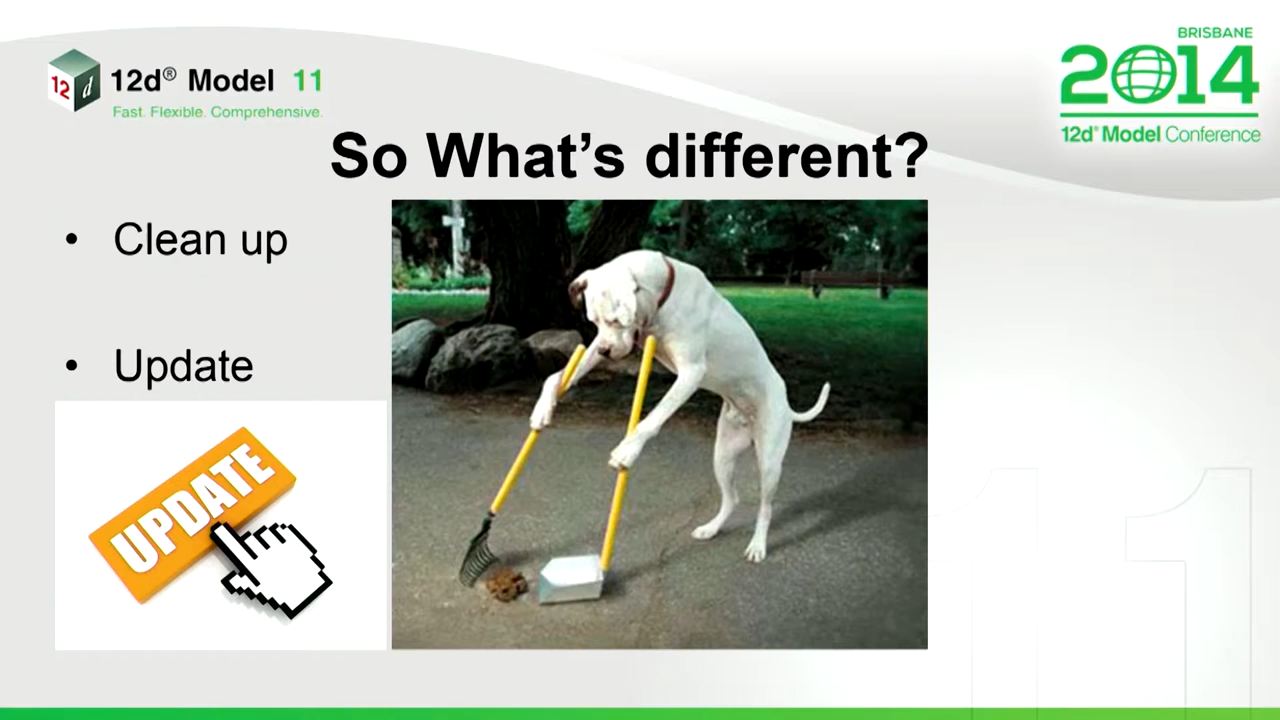 12d® Model 11
Fast. Flexible. Comprehensive.
BRISBANE
2014
12d® Model Conference
So What’s different?
• Clean up
• Update
UPDATE
12 d
11